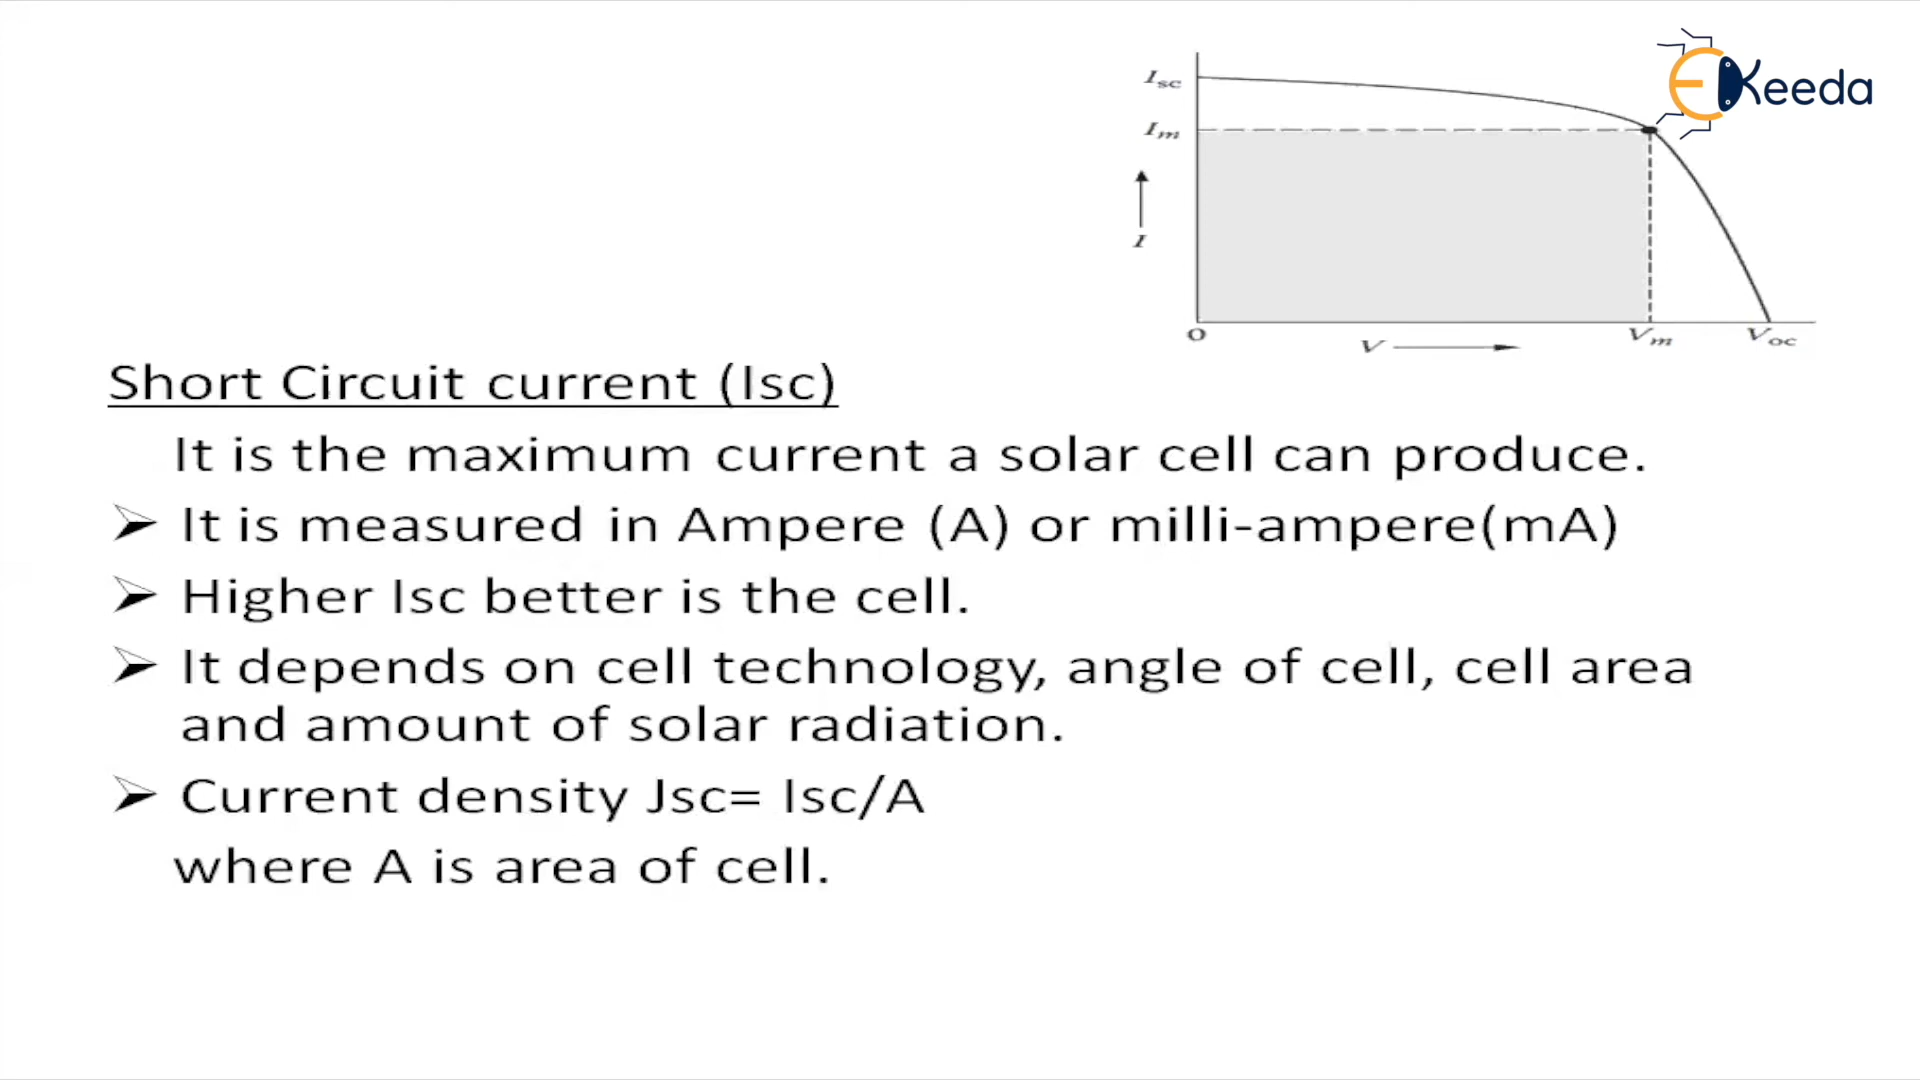 EKeeda
Isc
Im
I
O
V
Vm
Voc
Short Circuit current (Isc)
It is the maximum current a solar cell can produce.
➢ It is measured in Ampere (A) or milli-ampere(mA)
➢ Higher Isc better is the cell.
➢ It depends on cell technology, angle of cell, cell area
and amount of solar radiation.
➢ Current density Jsc= Isc/A
where A is area of cell.